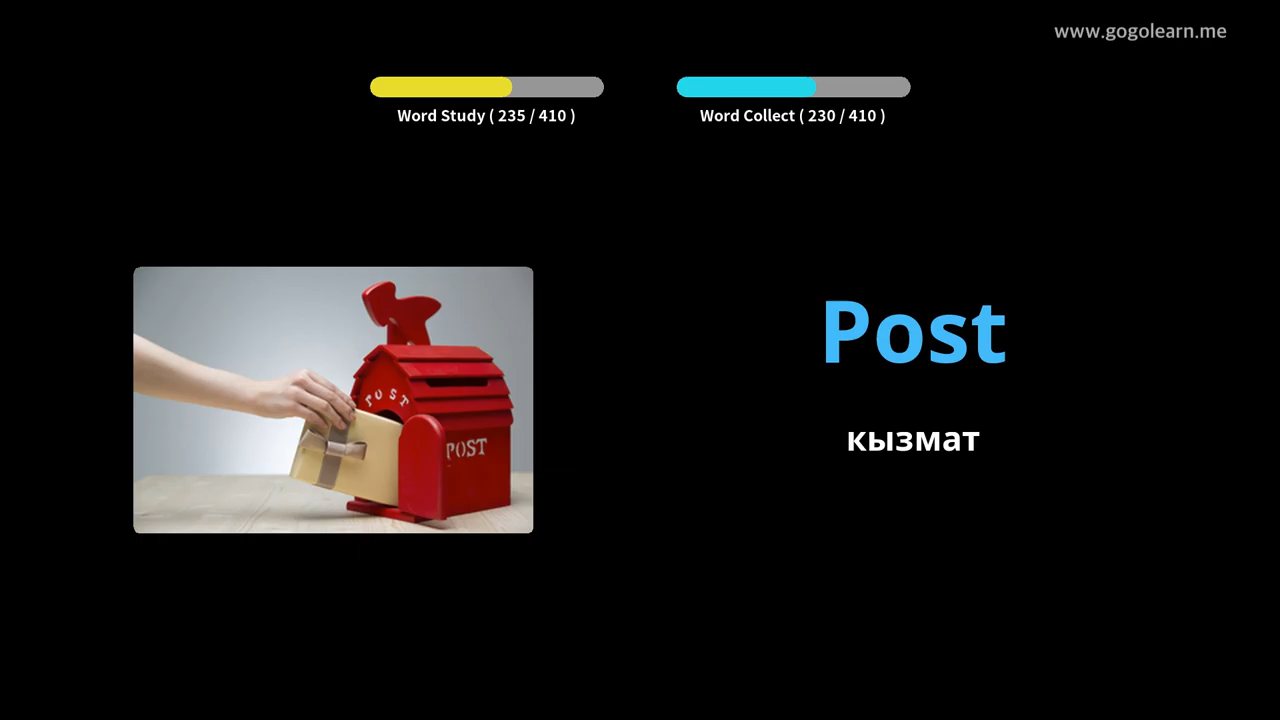 www.gogolearn.me
Word Study ( 235 / 410 )
Word Collect ( 230 / 410 )
POST
POST
Post
кызмат